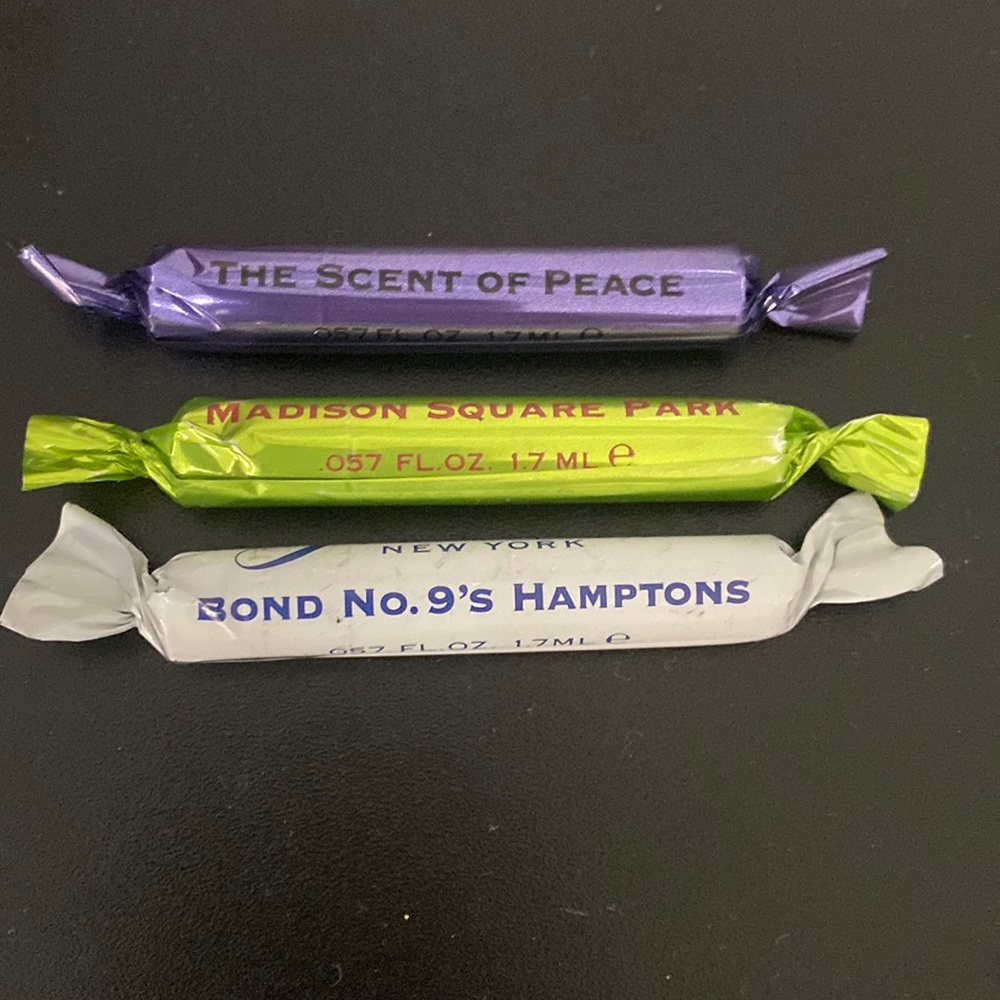 THE SCENT OF PEACE
.057 FL.OZ. 1.7 ML ℮
MADISON SQUARE PARK
.057 FL.OZ. 1.7 ML ℮
NEW YORK
BOND NO. 9'S HAMPTONS
.057 FL.OZ. 1.7ML ℮